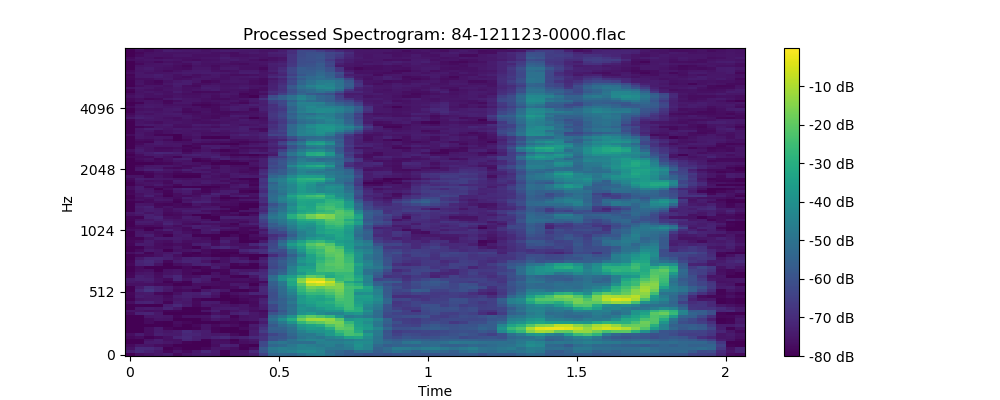 Processed Spectrogram: 84-121123-0000.flac
Hz
4096
2048
1024
512
0
0
0.5
1
1.5
2
Time
-10 dB
-20 dB
-30 dB
-40 dB
-50 dB
-60 dB
-70 dB
-80 dB